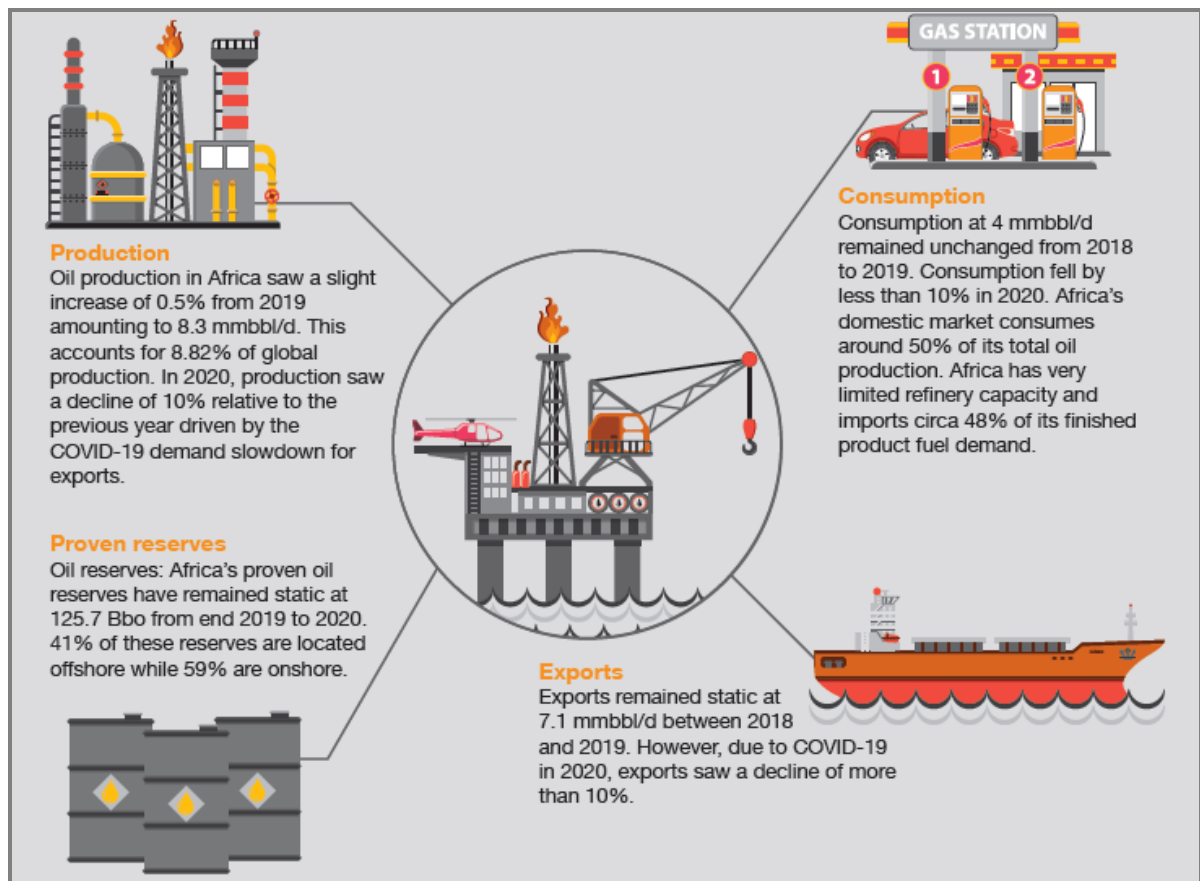 GAS STATION
1
2
Production
Oil production in Africa saw a slight
increase of 0.5% from 2019
amounting to 8.3 mmbbl/d. This
accounts for 8.82% of global
production. In 2020, production saw
a decline of 10% relative to the
previous year driven by the
COVID-19 demand slowdown for
exports.
Consumption
Consumption at 4 mmbbl/d
remained unchanged from 2018
to 2019. Consumption fell by
less than 10% in 2020. Africa's
domestic market consumes
around 50% of its total oil
production. Africa has very
limited refinery capacity and
imports circa 48% of its finished
product fuel demand.
Proven reserves
Oil reserves: Africa's proven oil
reserves have remained static at
125.7 Bbo from end 2019 to 2020.
41% of these reserves are located
offshore while 59% are onshore.
Exports
Exports remained static at
7.1 mmbbl/d between 2018
and 2019. However, due to COVID-19
in 2020, exports saw a decline of more
than 10%.